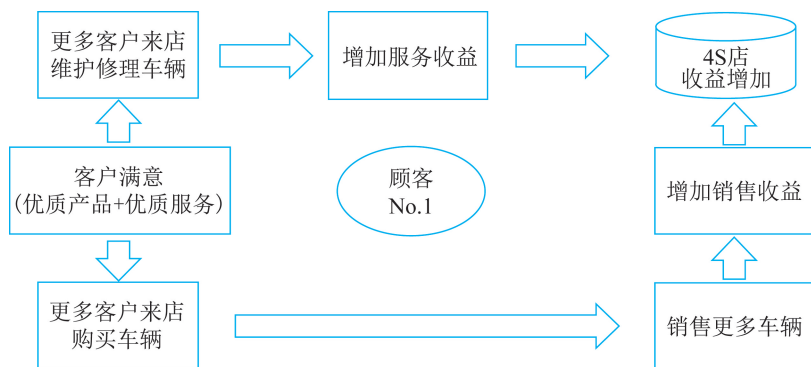 更多客户来店
维护修理车辆
增加服务收益
4S店
收益增加
客户满意
(优质产品+优质服务)
顾客
No.1
增加销售收益
更多客户来店
购买车辆
销售更多车辆